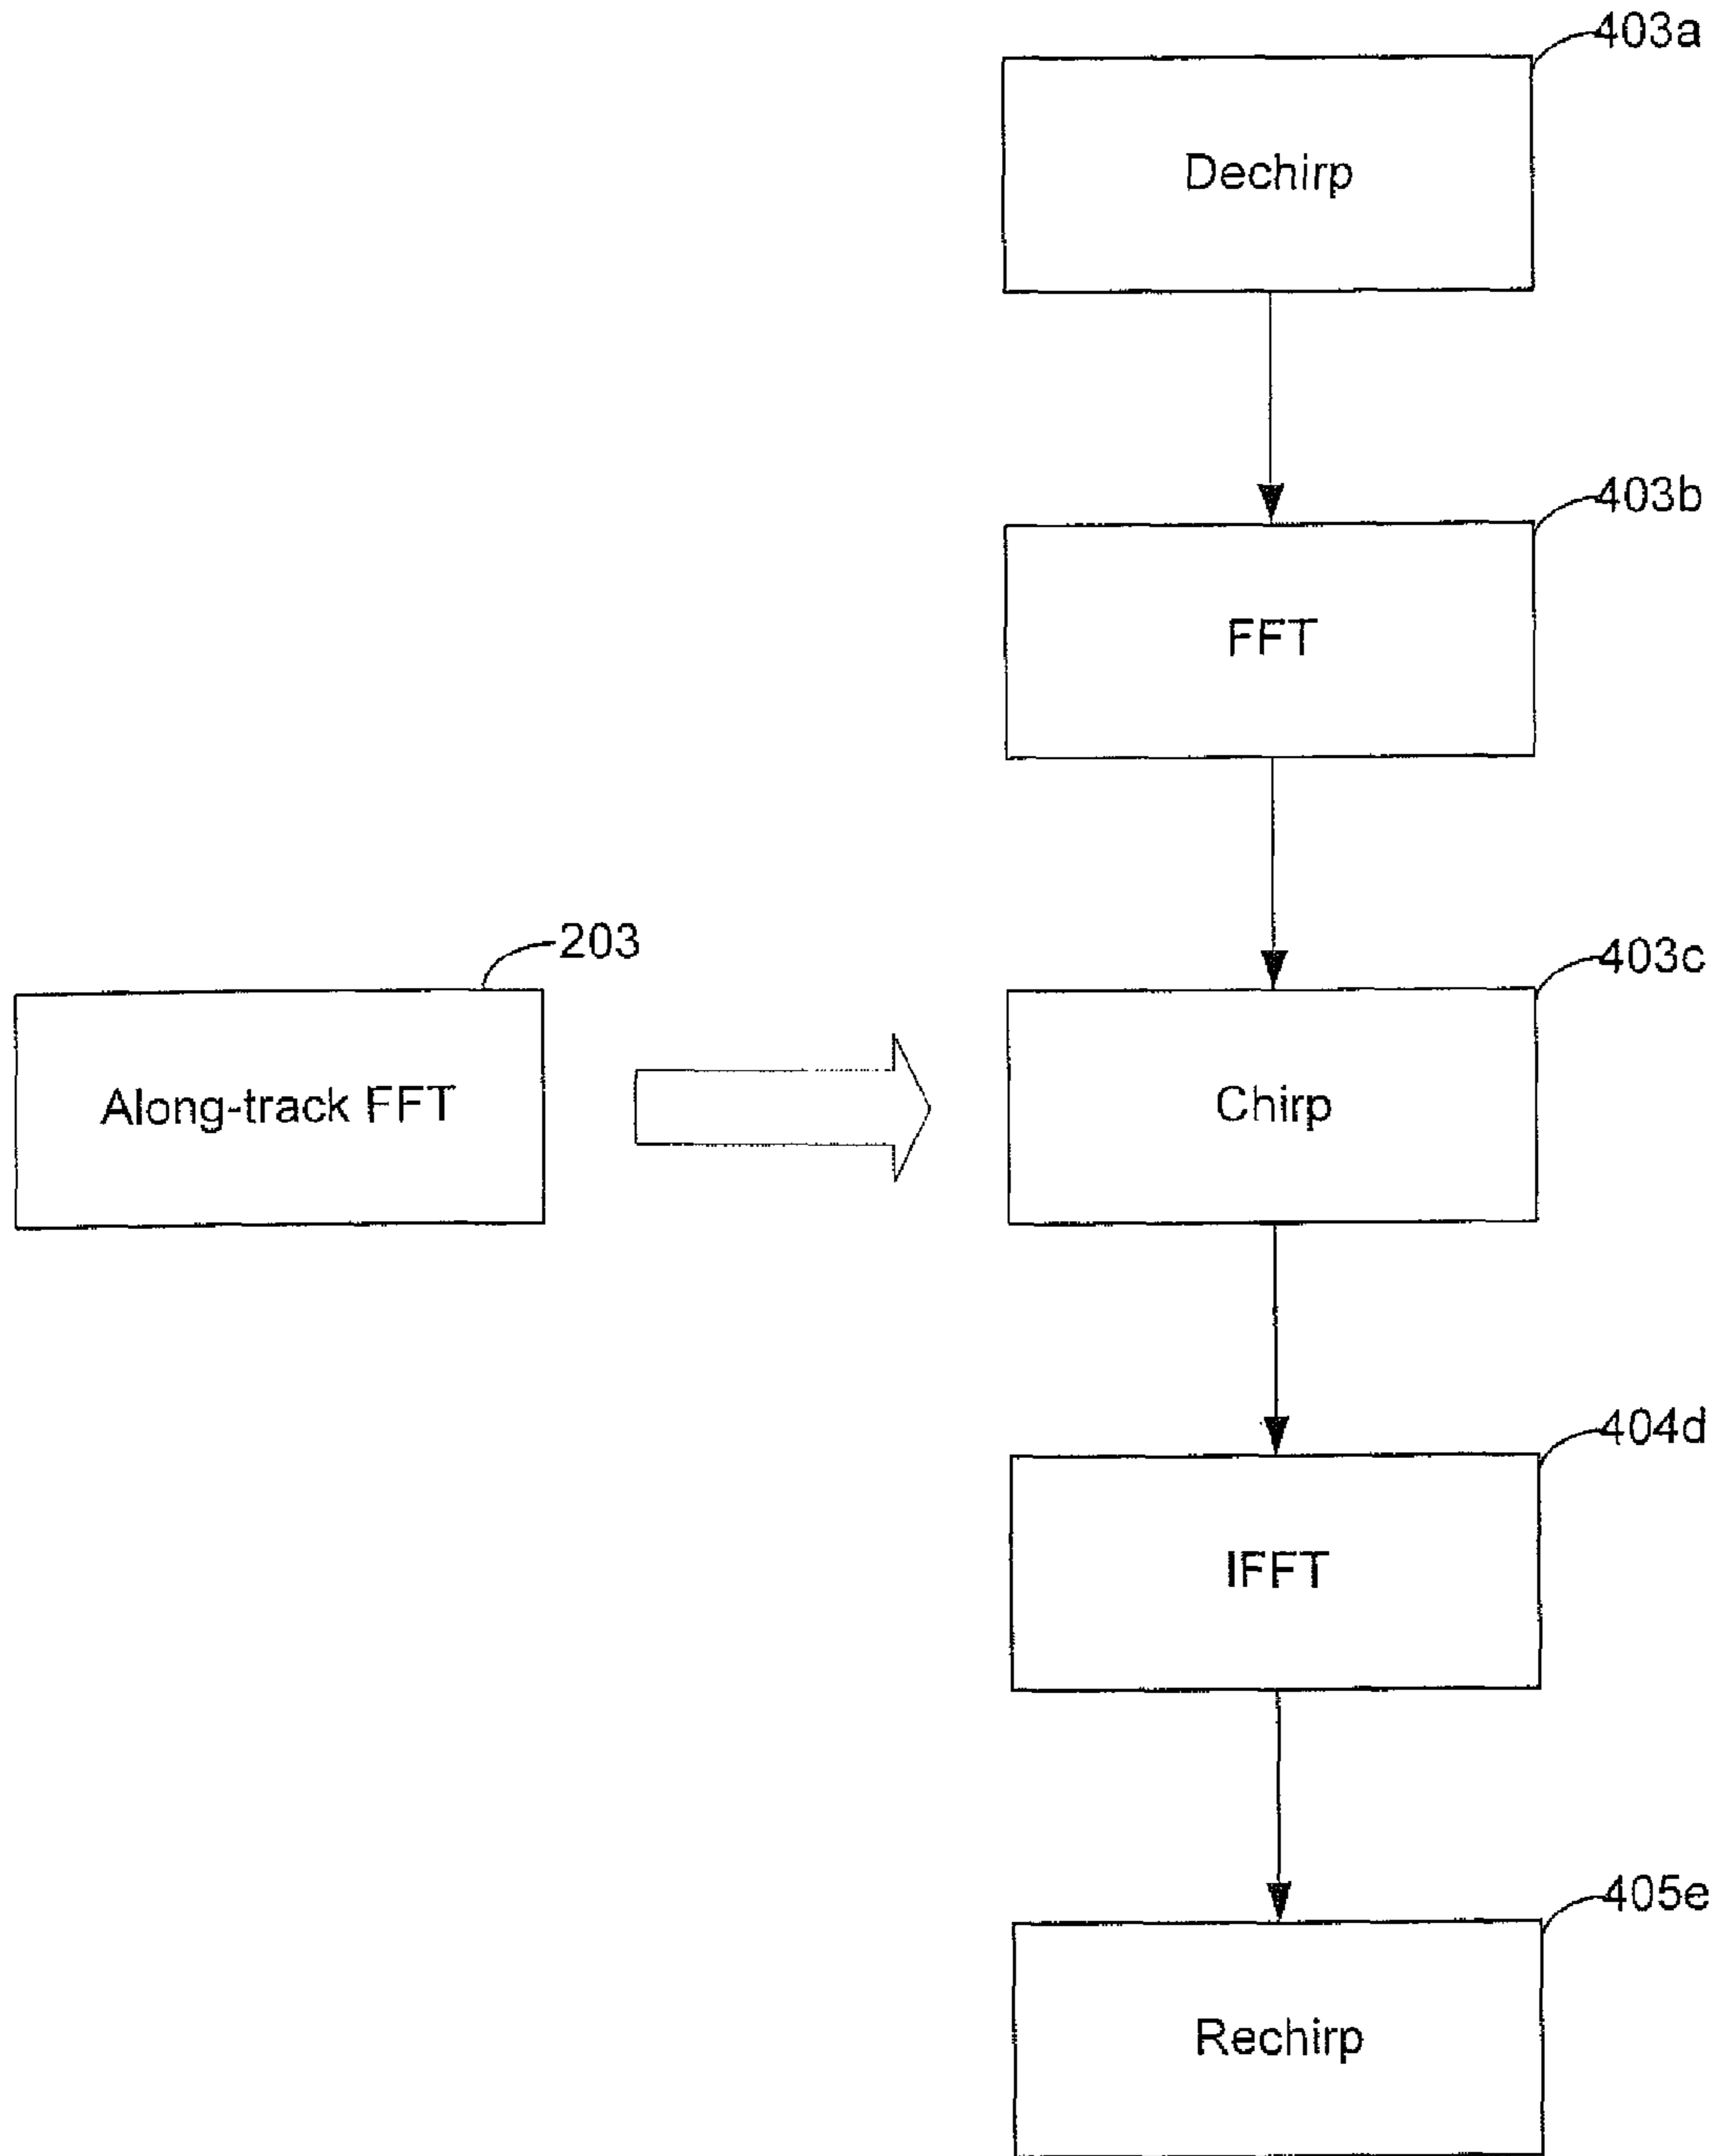 403a
Dechirp
403b
FFT
203
403c
Along-track FFT
Chirp
404d
IFFT
405e
Rechirp